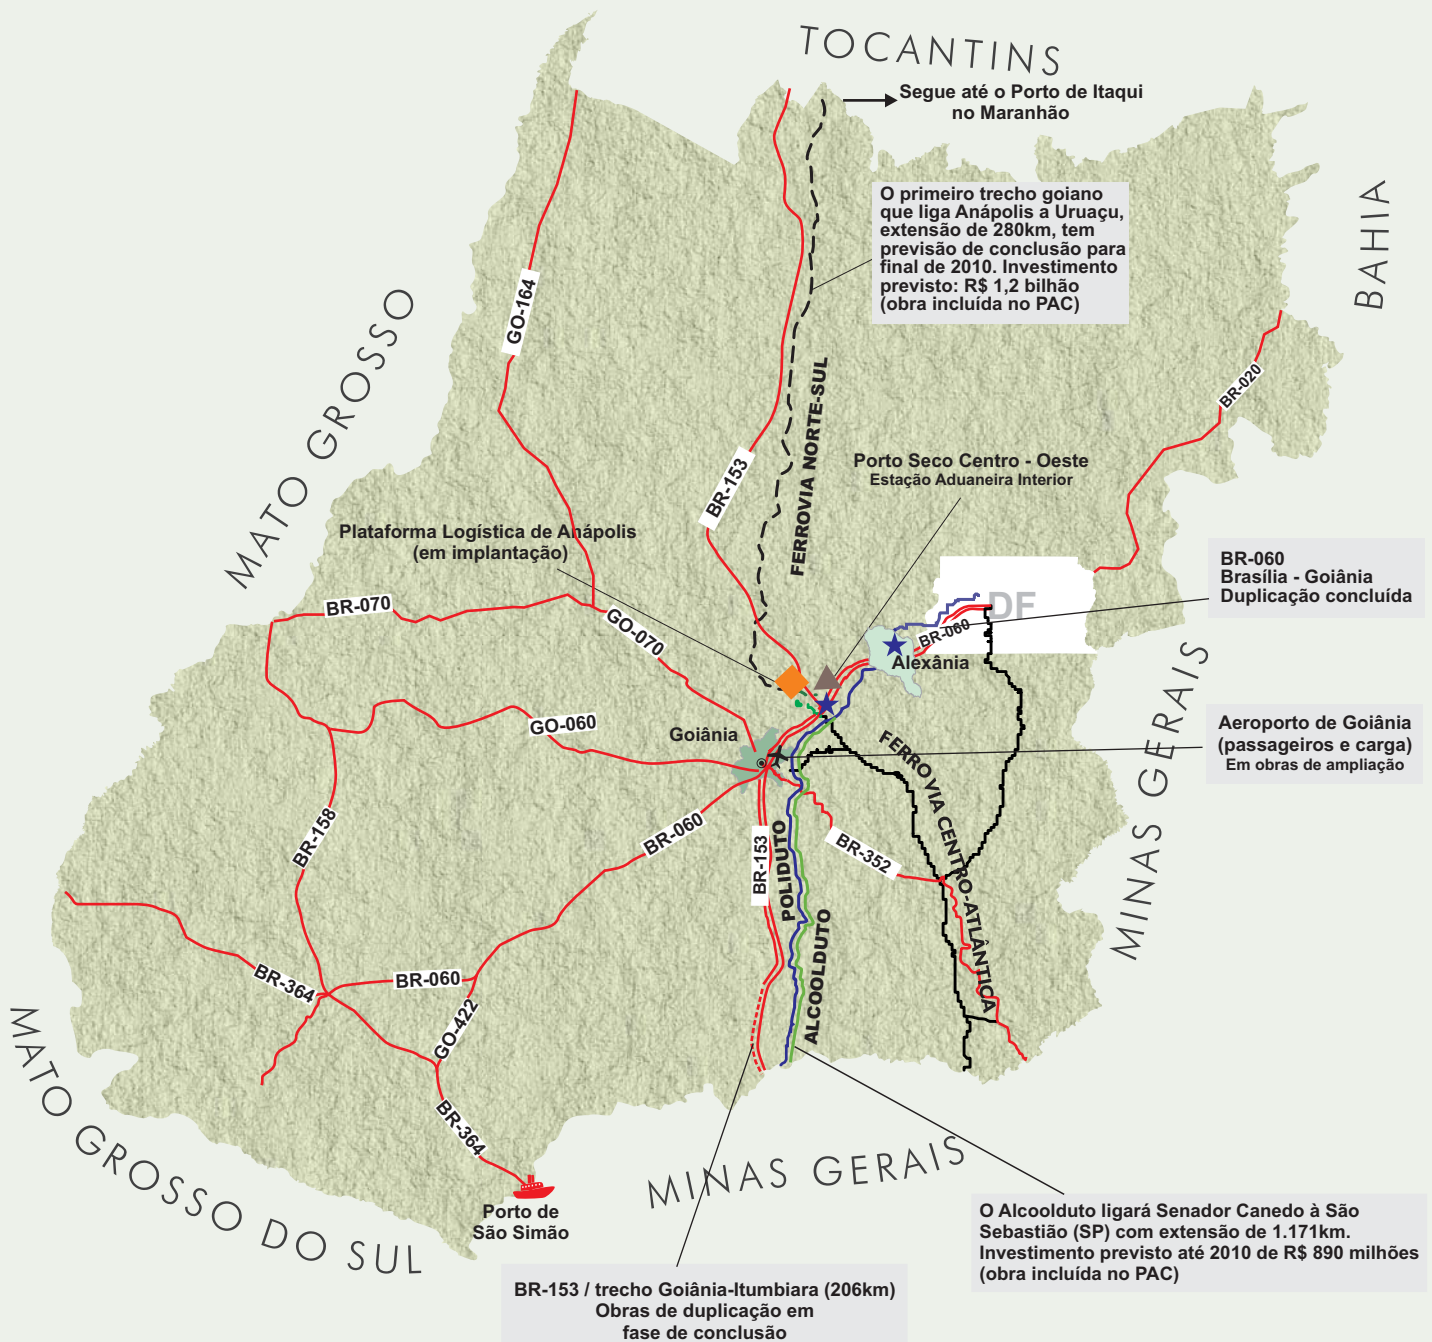 TOCANTINS
Segue até o Porto de Itaqui
no Maranhão
O primeiro trecho goiano
que liga Anápolis a Uruaçu,
extensão de 280km, tem
previsão de conclusão para
final de 2010. Investimento
previsto: R$ 1,2 bilhão
(obra incluída no PAC)
BAHIA
GO-164
MATO GROSSO
BR-020
FERROVIA NORTE-SUL
BR-153
Porto Seco Centro - Oeste
Estação Aduaneira Interior
Plataforma Logística de Anápolis
(em implantação)
BR-060
Brasília - Goiânia
Duplicação concluída
DF
BR-070
GO-070
BR-060
Alexânia
MINAS GERAIS
GO-060
Goiânia
Aeroporto de Goiânia
(passageiros e carga)
Em obras de ampliação
FERROVIA CENTRO-ATLÂNTICA
BR-158
BR-060
BR-153
POLIDUTO
BR-352
ALCOOLDUTO
BR-364
BR-060
GO-422
MATO GROSSO DO SUL
BR-364
MINAS GERAIS
Porto de
São Simão
O Alcoolduto ligará Senador Canedo à São
Sebastião (SP) com extensão de 1.171km.
Investimento previsto até 2010 de R$ 890 milhões
(obra incluída no PAC)
BR-153 / trecho Goiânia-Itumbiara (206km)
Obras de duplicação em
fase de conclusão